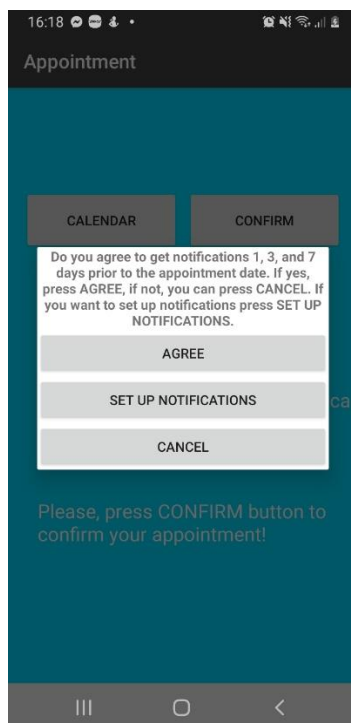 16:18
Appointment
CALENDAR CONFIRM
Do you agree to get notifications 1, 3, and 7
days prior to the appointment date. If yes,
press AGREE, if not, you can press CANCEL. If
you want to set up notifications press SET UP
NOTIFICATIONS.
AGREE
SET UP NOTIFICATIONS
ca
CANCEL
Please, press CONFIRM button to
confirm your appointment!